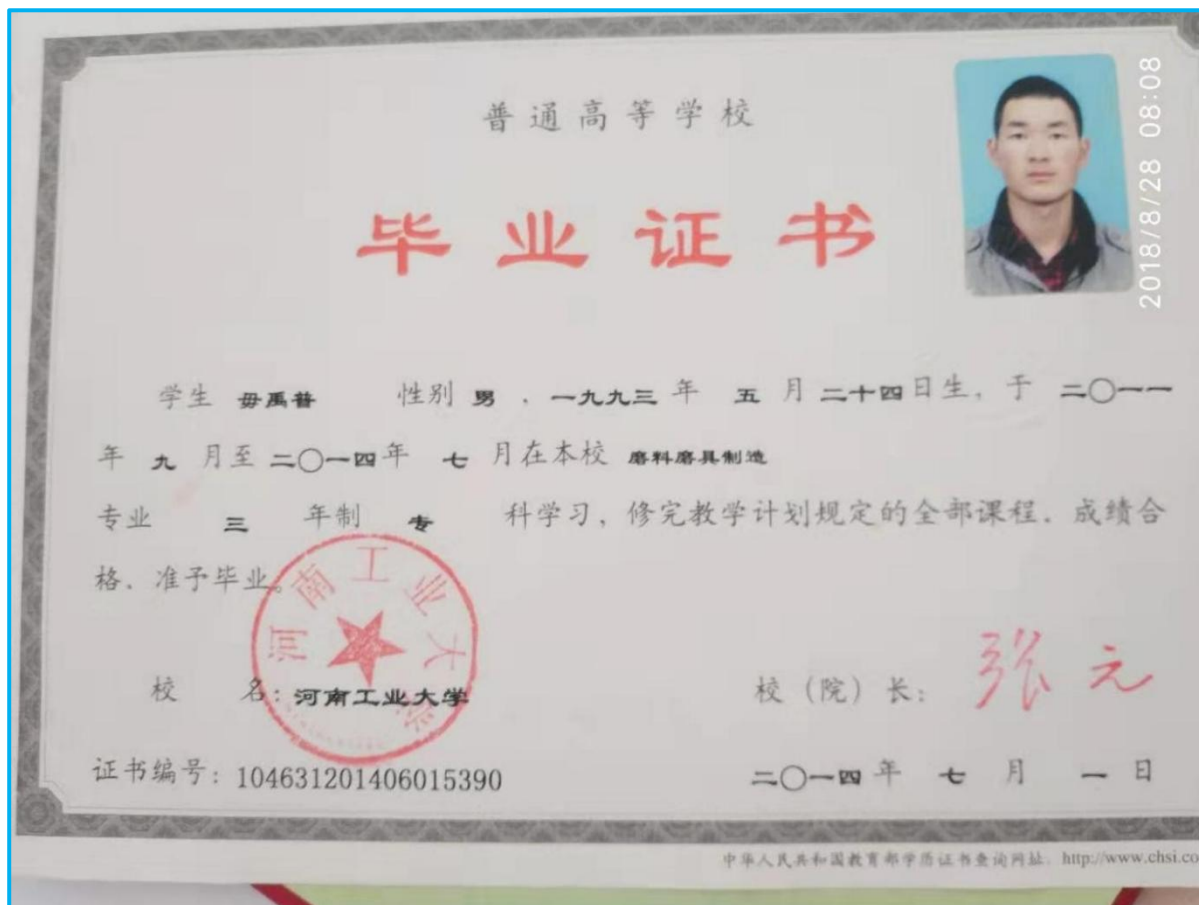 普通高等学校
毕业证书
2018/8/28 08:08
学生 毋禹普 性别 男 、一九九三 年 五 月 二十四日生，于 二〇一一
年 九 月至 二〇一四年 七 月在本校 磨料磨具制造
专业 三 年制 专 科学习，修完教学计划规定的全部课程、成绩合
格、准予毕业。
河南工业大学
校 名：河南工业大学 校（院）长：张元
证书编号：104631201406015390 二〇一四 年 七 月 一 日
中华人民共和国教育部学历证书查询网址：http://www.chsi.co